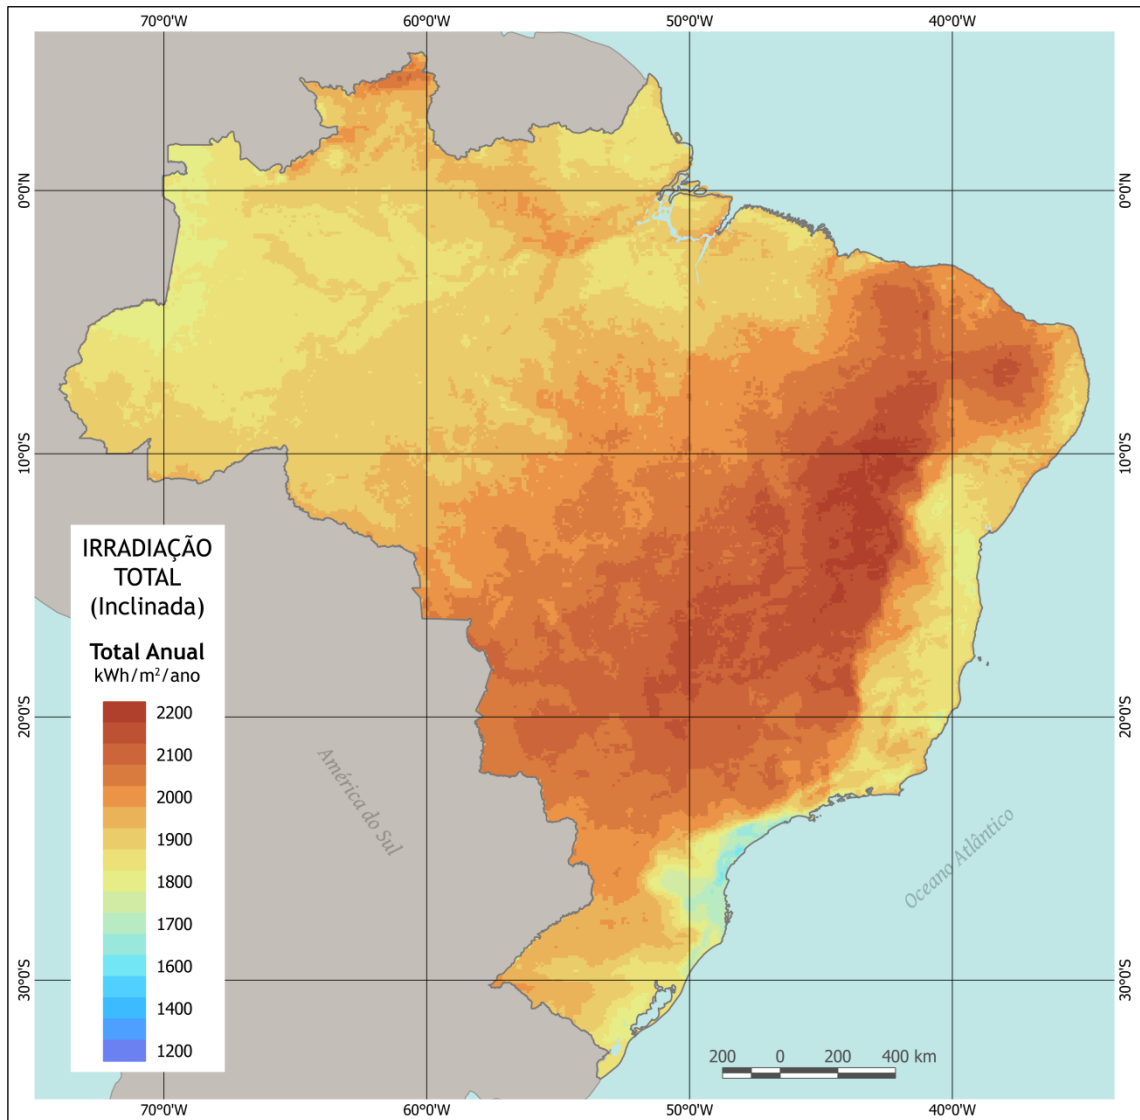 70°0'W 60°0'W 50°0'W 40°0'W
0°0'N 0°0'N
10°0'S 10°0'S
IRRADIAÇÃO
TOTAL
(Inclinada)
Total Anual
kWh/m²/ano
2200
2100
2000
1900
1800
1700
1600
1400
1200
20°0'S 20°0'S
América do Sul
Oceano Atlântico
30°0'S 30°0'S
200 0 200 400 km
70°0'W 60°0'W 50°0'W 40°0'W